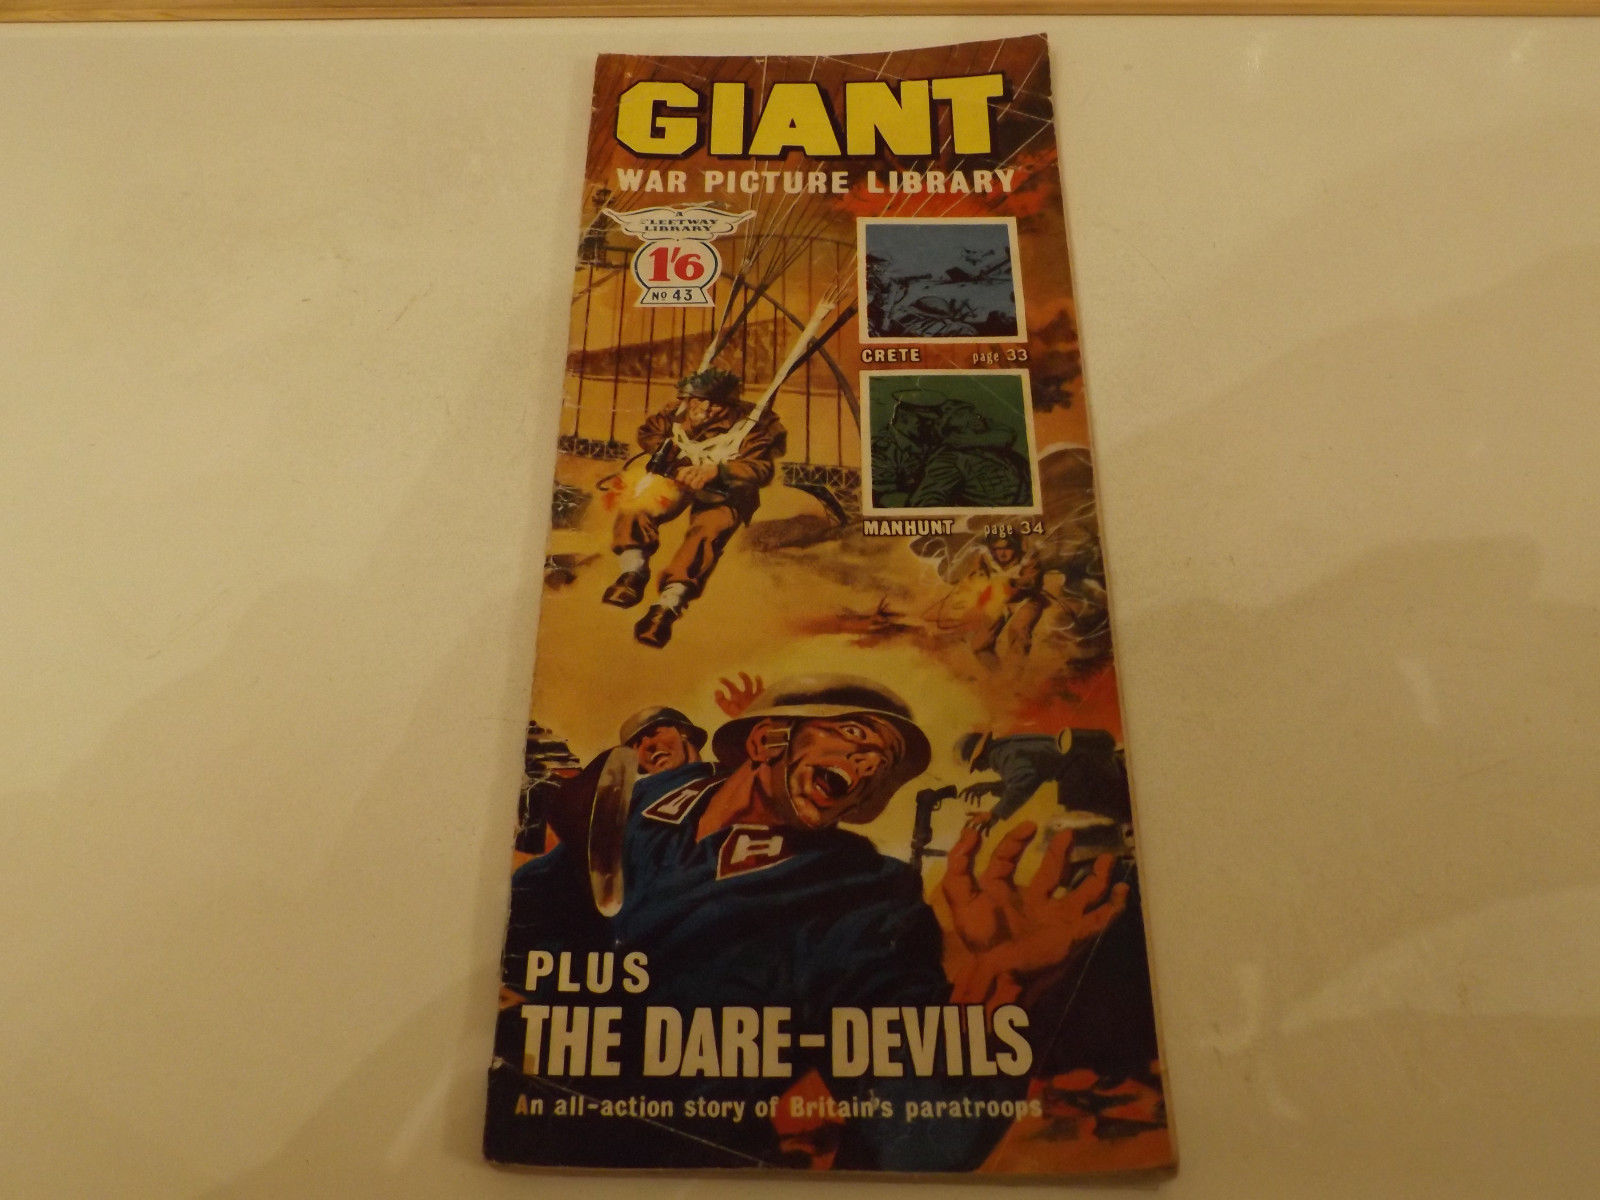 GIANT
WAR PICTURE LIBRARY
A
FLEETWAY
LIBRARY
1'6
No 43
CRETE page 33
MANHUNT page 34
PLUS
THE DARE-DEVILS
An all-action story of Britain's paratroops